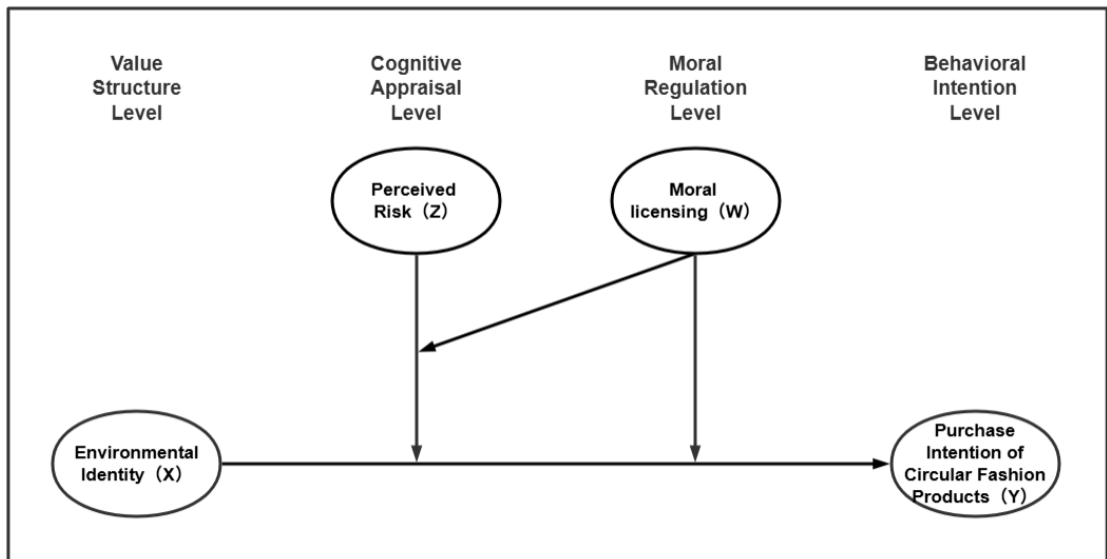 Value
Structure
Level
Cognitive
Appraisal
Level
Moral
Regulation
Level
Behavioral
Intention
Level
Perceived
Risk（Z）
Moral
licensing（W）
Environmental
Identity（X）
Purchase
Intention of
Circular Fashion
Products（Y）